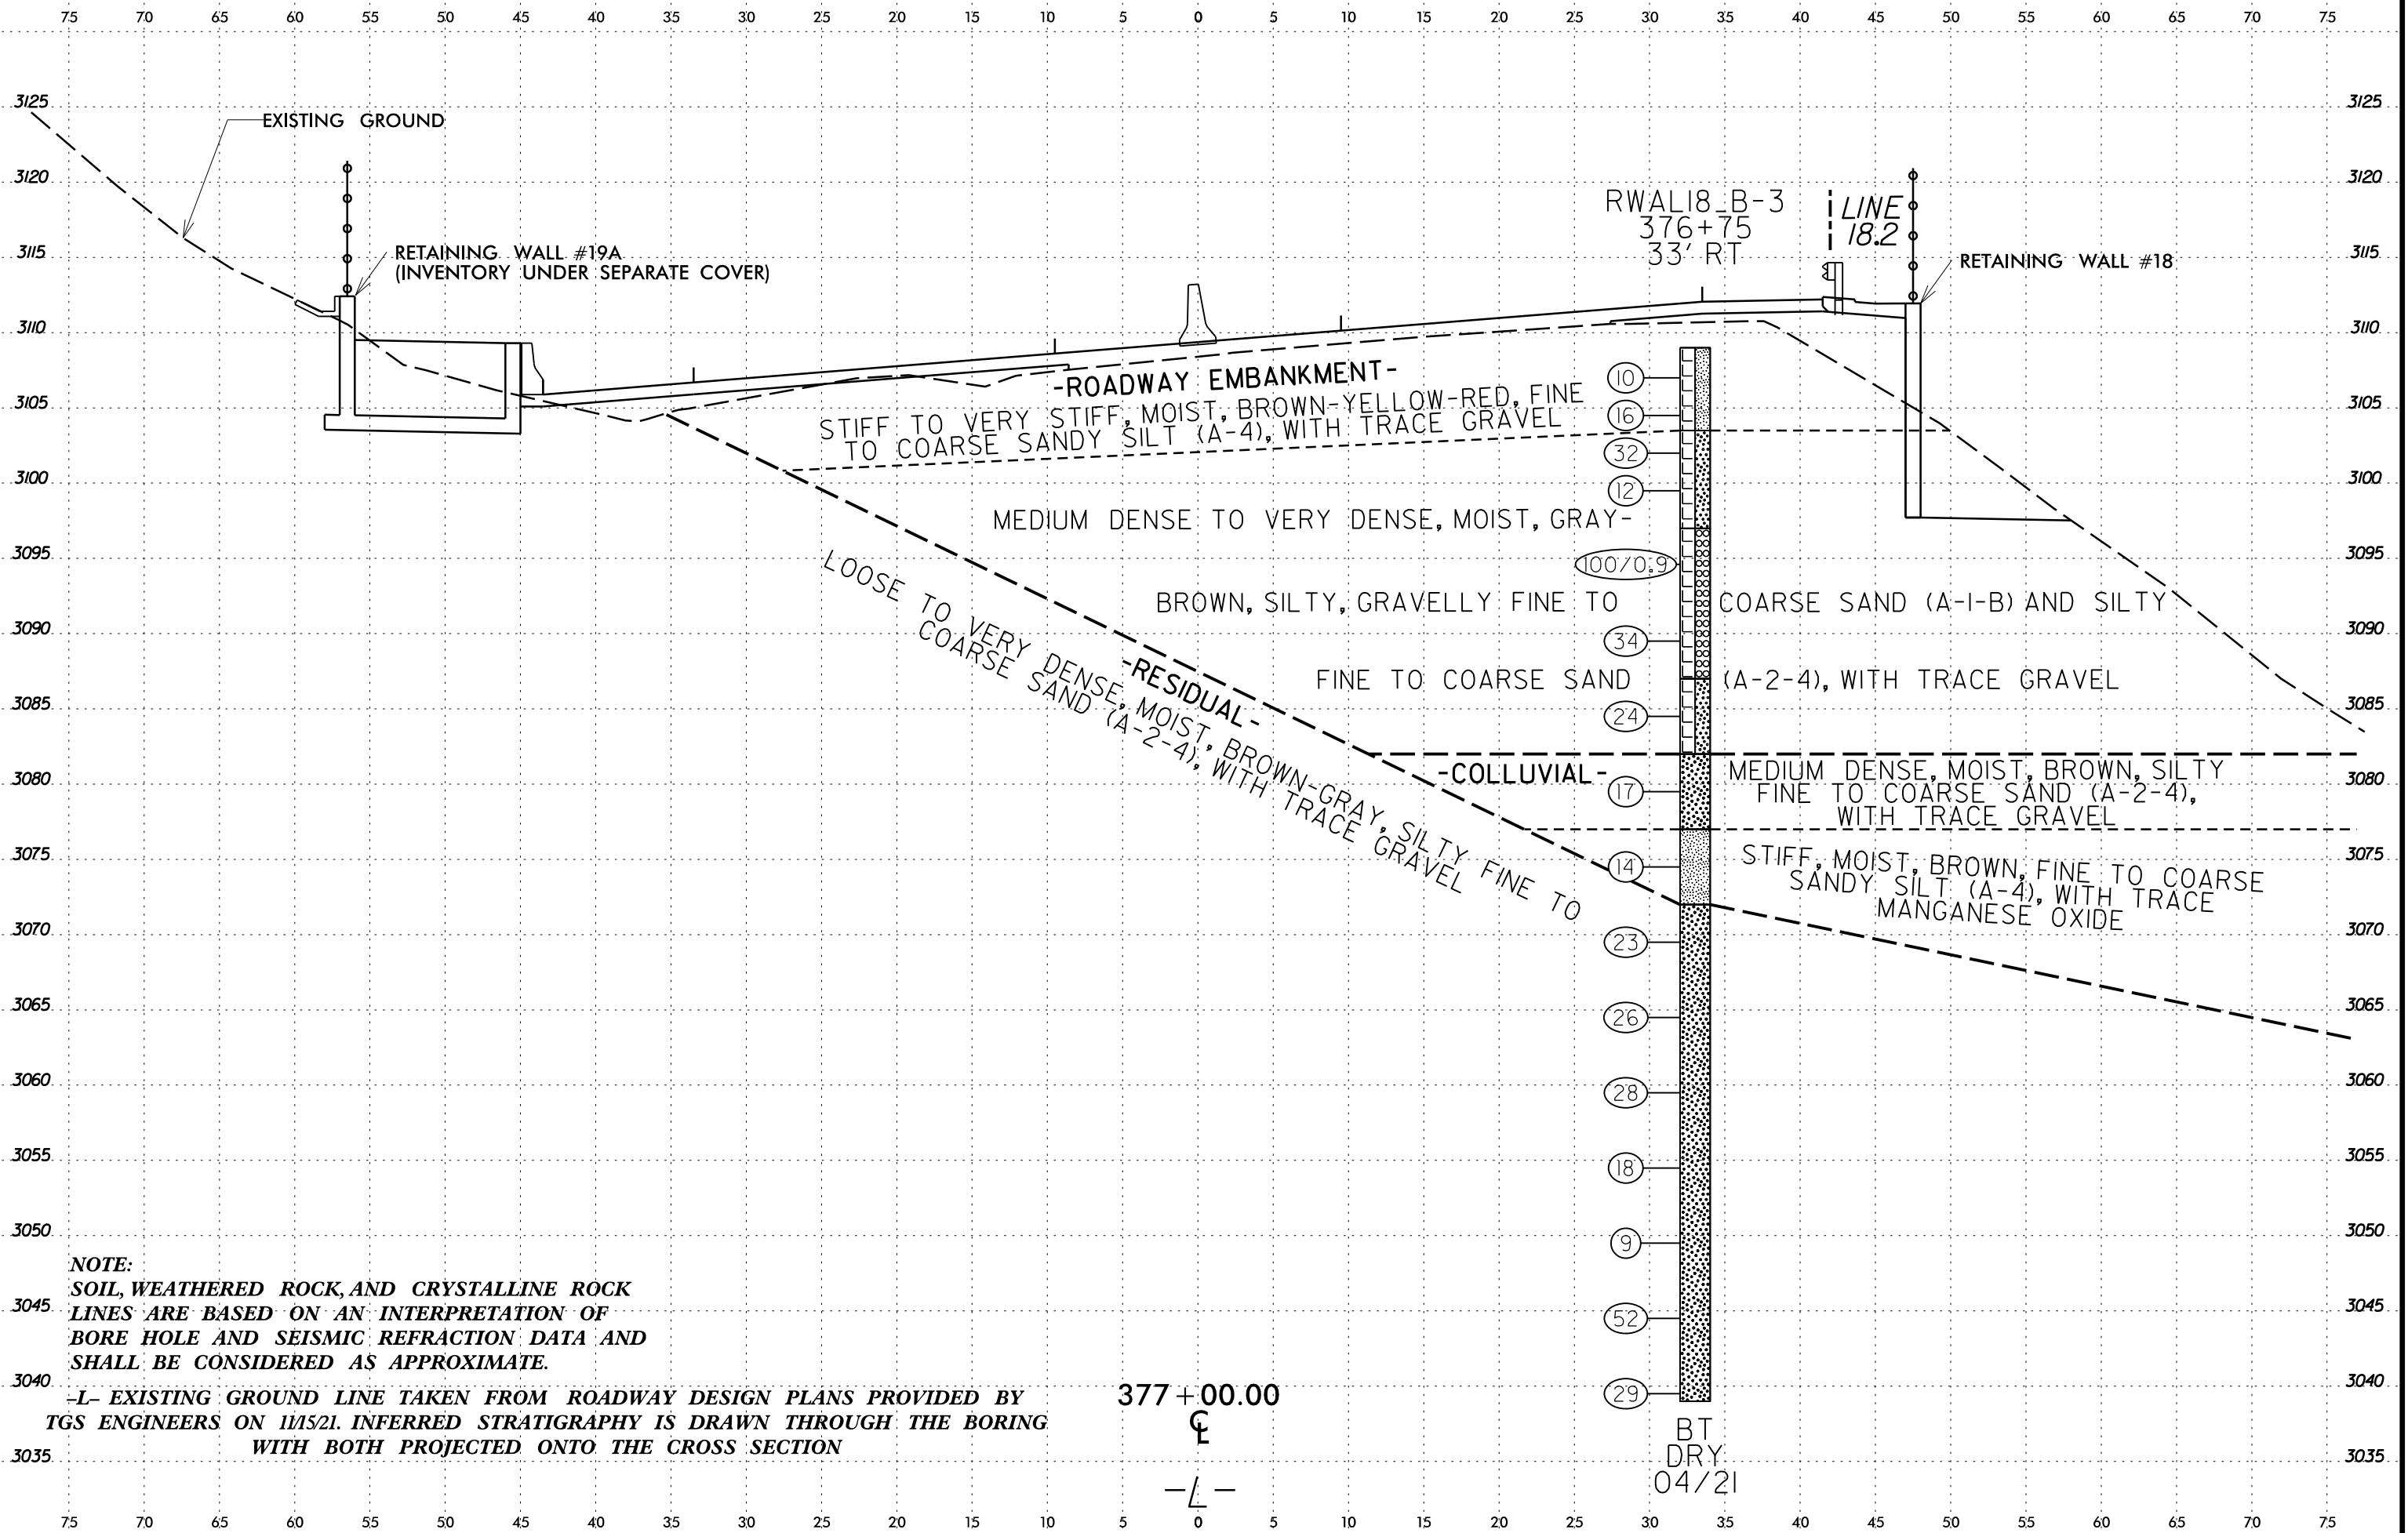 75 70 65 60 55 50 45 40 35 30 25 20 15 10 5 0 5 10 15 20 25 30 35 40 45 50 55 60 65 70 75
3125 3125
EXISTING GROUND
3120 3120
RWAL18_B-3
376+75
33' RT
LINE
18.2
3115 3115
RETAINING WALL #19A
(INVENTORY UNDER SEPARATE COVER)
RETAINING WALL #18
3110 3110
-ROADWAY EMBANKMENT-
10
STIFF TO VERY STIFF, MOIST, BROWN-YELLOW-RED, FINE
TO COARSE SANDY SILT (A-4), WITH TRACE GRAVEL
3105 3105
16
32
3100 3100
12
MEDIUM DENSE TO VERY DENSE, MOIST, GRAY-
3095 3095
100/0.9
BROWN, SILTY, GRAVELLY FINE TO COARSE SAND (A-1-B) AND SILTY
3090 3090
34
FINE TO COARSE SAND (A-2-4), WITH TRACE GRAVEL
-RESIDUAL-
LOOSE TO VERY DENSE, MOIST, BROWN-GRAY, SILTY FINE TO
COARSE SAND (A-2-4), WITH TRACE GRAVEL
3085 3085
24
3080 3080
-COLLUVIAL-
17
MEDIUM DENSE, MOIST, BROWN, SILTY
FINE TO COARSE SAND (A-2-4),
WITH TRACE GRAVEL
3075 3075
14
STIFF, MOIST, BROWN, FINE TO COARSE
SANDY SILT (A-4), WITH TRACE
MANGANESE OXIDE
3070 3070
23
3065 3065
26
3060 3060
28
3055 3055
18
3050 3050
9
NOTE:
SOIL, WEATHERED ROCK, AND CRYSTALLINE ROCK
LINES ARE BASED ON AN INTERPRETATION OF
BORE HOLE AND SEISMIC REFRACTION DATA AND
SHALL BE CONSIDERED AS APPROXIMATE.
3045 3045
52
3040 3040
29
-L- EXISTING GROUND LINE TAKEN FROM ROADWAY DESIGN PLANS PROVIDED BY
TGS ENGINEERS ON 11/15/21. INFERRED STRATIGRAPHY IS DRAWN THROUGH THE BORING
WITH BOTH PROJECTED ONTO THE CROSS SECTION
377+00.00
℄
-L-
BT
DRY
04/21
3035 3035
75 70 65 60 55 50 45 40 35 30 25 20 15 10 5 0 5 10 15 20 25 30 35 40 45 50 55 60 65 70 75